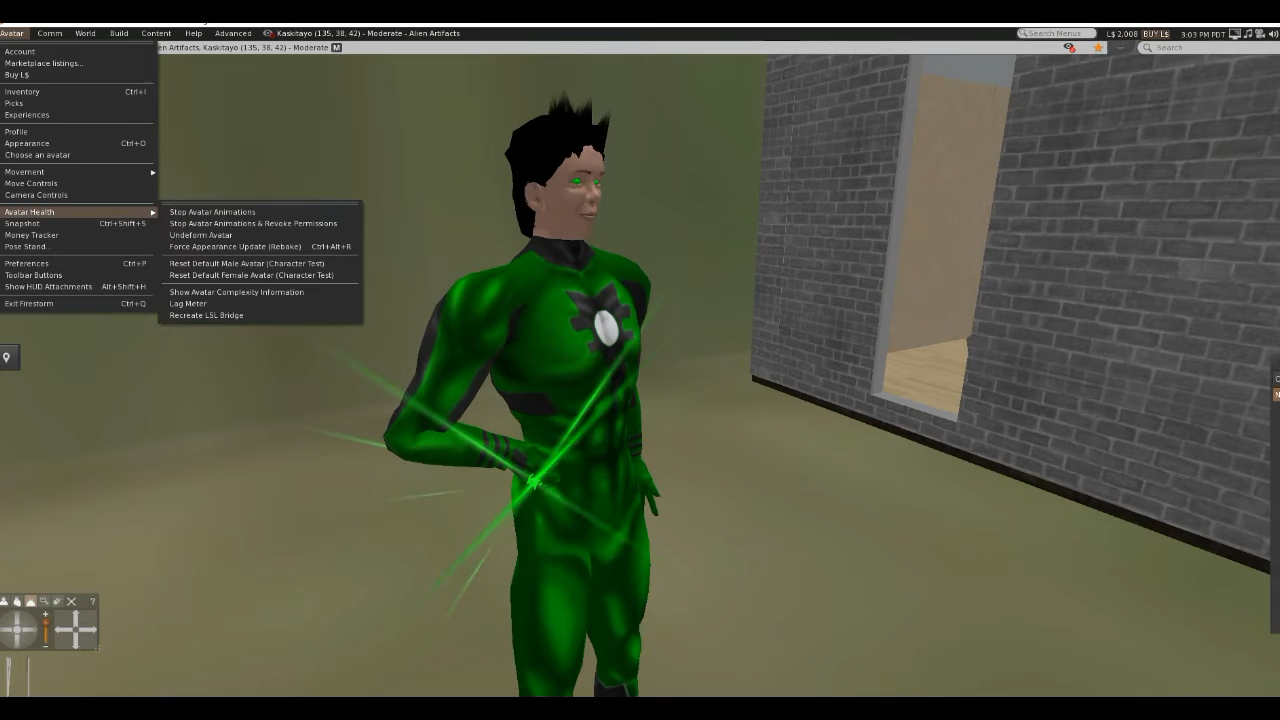 Avatar Comm World Build Content Help Advanced Kaskitayo (135, 38, 42) - Moderate - Alien Artifacts Search Menus L$ 2,008 BUY L$ 3:03 PM PDT
en Artifacts, Kaskitayo (135, 38, 42) - Moderate M Search
Account
Marketplace listings...
Buy L$
Inventory Ctrl+I
Picks
Experiences
Profile
Appearance Ctrl+O
Choose an avatar
Movement
Move Controls
Camera Controls
Avatar Health
Snapshot Ctrl+Shift+S
Money Tracker
Pose Stand...
Preferences Ctrl+P
Toolbar Buttons
Show HUD Attachments Alt+Shift+H
Exit Firestorm Ctrl+Q
Stop Avatar Animations
Stop Avatar Animations & Revoke Permissions
Undeform Avatar
Force Appearance Update (Rebake) Ctrl+Alt+R
Reset Default Male Avatar (Character Test)
Reset Default Female Avatar (Character Test)
Show Avatar Complexity Information
Lag Meter
Recreate LSL Bridge
?